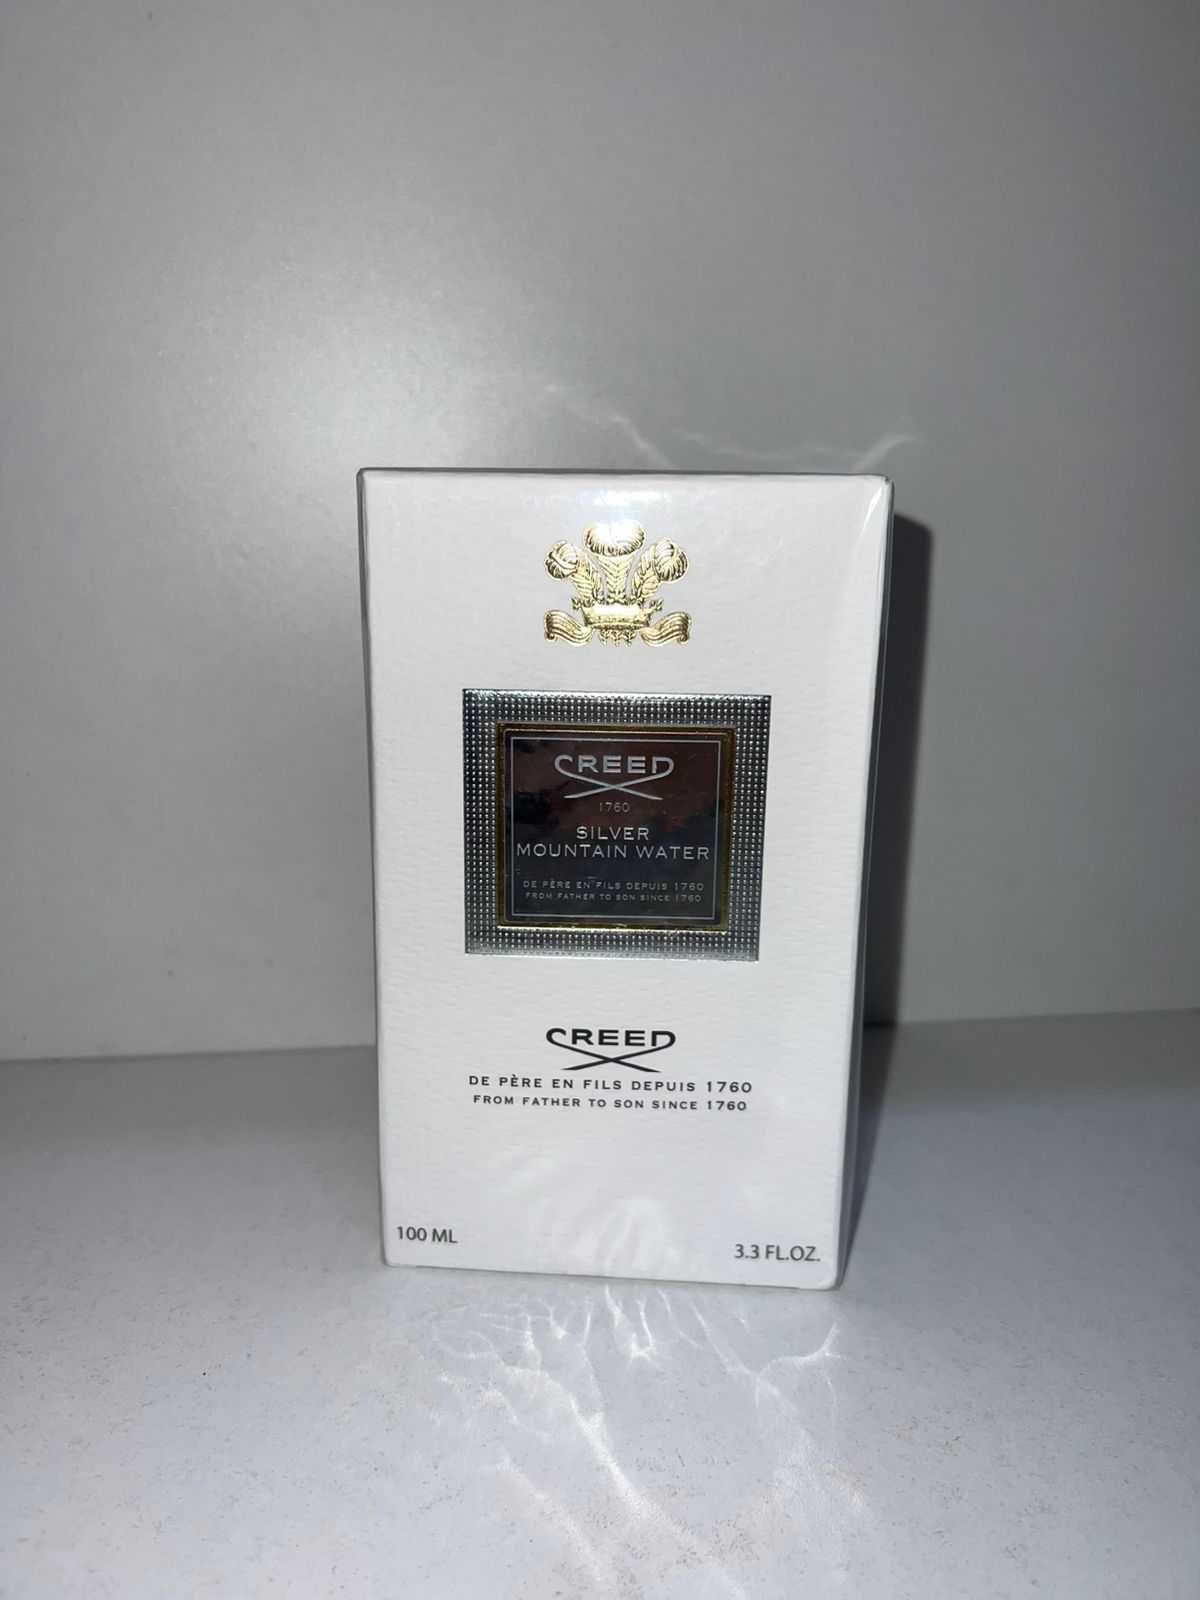 CREED
1760
SILVER
MOUNTAIN WATER
DE PÈRE EN FILS DEPUIS 1760
FROM FATHER TO SON SINCE 1760
CREED
DE PÈRE EN FILS DEPUIS 1760
FROM FATHER TO SON SINCE 1760
100 ML
3.3 FL.OZ.